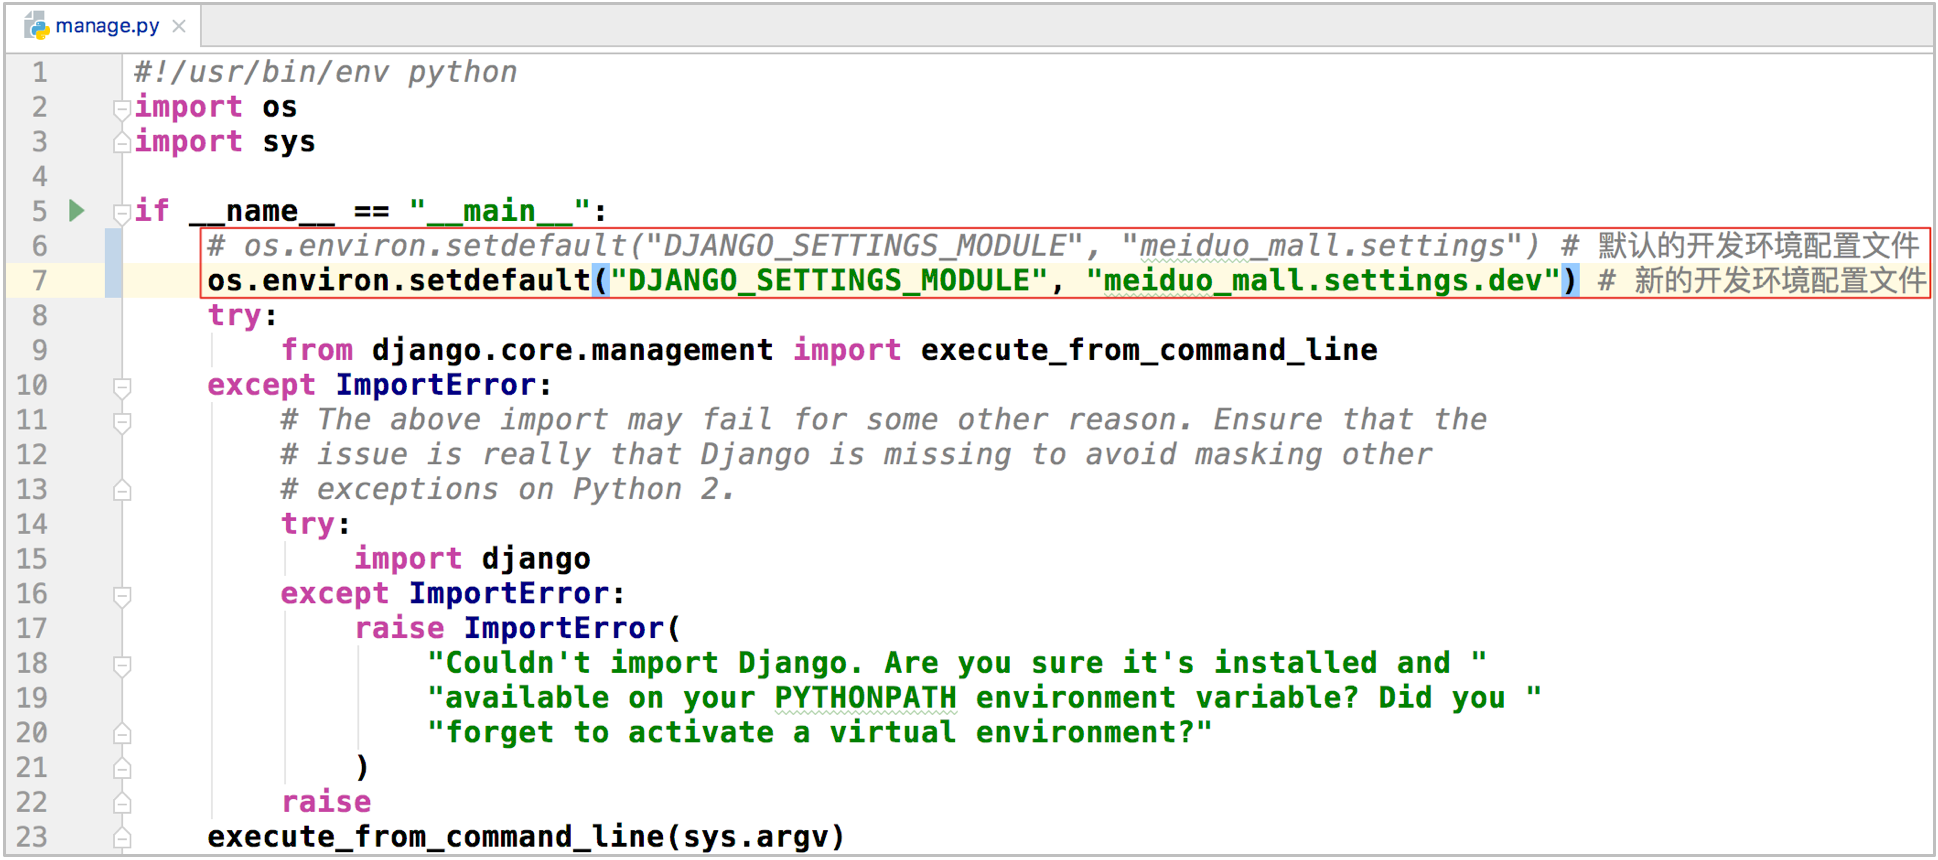 manage.py
1 #!/usr/bin/env python
2 import os
3 import sys
4
5 if __name__ == "__main__":
6 # os.environ.setdefault("DJANGO_SETTINGS_MODULE", "meiduo_mall.settings") # 默认的开发环境配置文件
7 os.environ.setdefault("DJANGO_SETTINGS_MODULE", "meiduo_mall.settings.dev") # 新的开发环境配置文件
8 try:
9 from django.core.management import execute_from_command_line
10 except ImportError:
11 # The above import may fail for some other reason. Ensure that the
12 # issue is really that Django is missing to avoid masking other
13 # exceptions on Python 2.
14 try:
15 import django
16 except ImportError:
17 raise ImportError(
18 "Couldn't import Django. Are you sure it's installed and "
19 "available on your PYTHONPATH environment variable? Did you "
20 "forget to activate a virtual environment?"
21 )
22 raise
23 execute_from_command_line(sys.argv)